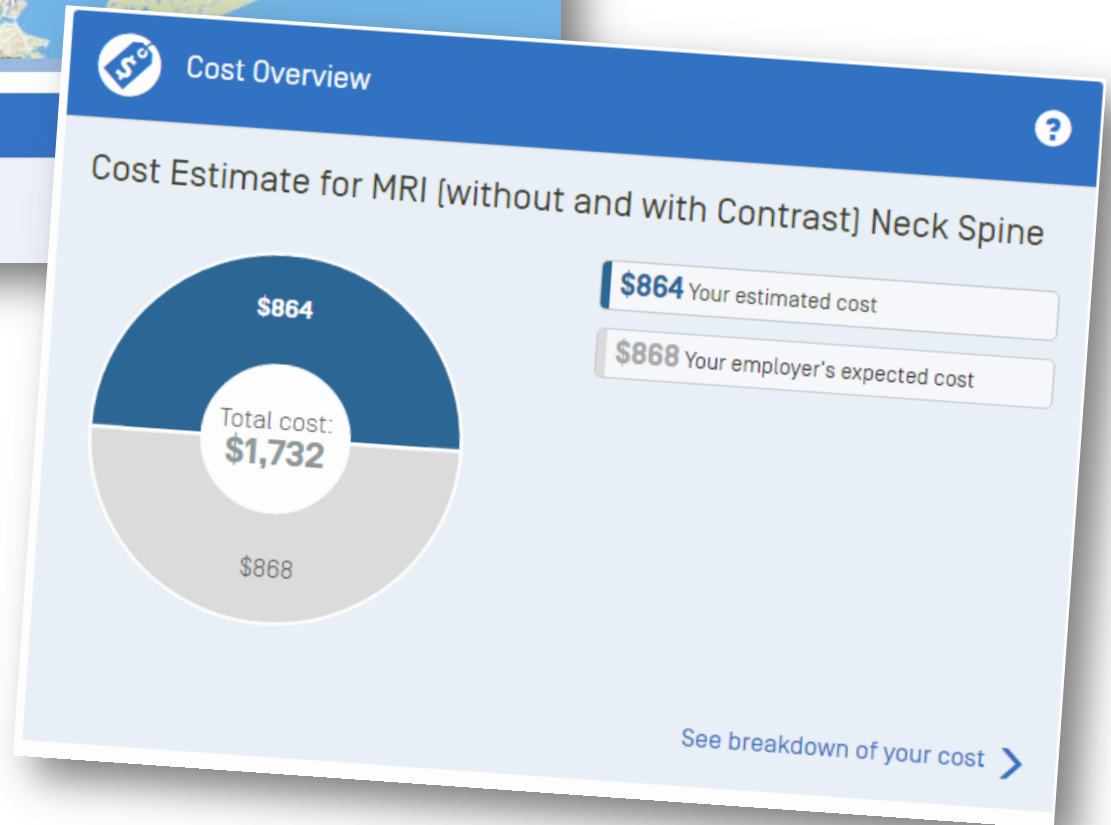 Cost Overview
?
Cost Estimate for MRI (without and with Contrast) Neck Spine
$864
Total cost:
$1,732
$868
$864 Your estimated cost
$868 Your employer's expected cost
See breakdown of your cost